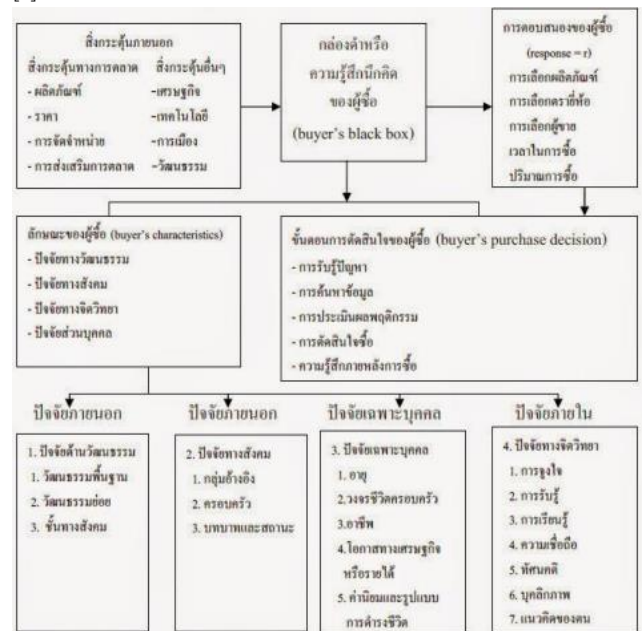 สิ่งกระตุ้นภายนอก
สิ่งกระตุ้นทางการตลาด สิ่งกระตุ้นอื่นๆ
- ผลิตภัณฑ์ -เศรษฐกิจ
- ราคา -เทคโนโลยี
- การจัดจำหน่าย -การเมือง
- การส่งเสริมการตลาด -วัฒนธรรม
กล่องดำหรือ
ความรู้สึกนึกคิด
ของผู้ซื้อ
(buyer's black box)
การตอบสนองของผู้ซื้อ
(response = r)
การเลือกผลิตภัณฑ์
การเลือกตรายี่ห้อ
การเลือกผู้ขาย
เวลาในการซื้อ
ปริมาณการซื้อ
ลักษณะของผู้ซื้อ (buyer's characteristics)
- ปัจจัยทางวัฒนธรรม
- ปัจจัยทางสังคม
- ปัจจัยทางจิตวิทยา
- ปัจจัยส่วนบุคคล
ขั้นตอนการตัดสินใจของผู้ซื้อ (buyer's purchase decision)
- การรับรู้ปัญหา
- การค้นหาข้อมูล
- การประเมินผลพฤติกรรม
- การตัดสินใจซื้อ
- ความรู้สึกภายหลังการซื้อ
ปัจจัยภายนอก
1. ปัจจัยด้านวัฒนธรรม
1. วัฒนธรรมพื้นฐาน
2. วัฒนธรรมย่อย
3. ชั้นทางสังคม
ปัจจัยภายนอก
2. ปัจจัยทางสังคม
1. กลุ่มอ้างอิง
2. ครอบครัว
3. บทบาทและสถานะ
ปัจจัยเฉพาะบุคคล
3. ปัจจัยเฉพาะบุคคล
1. อายุ
2.วงจรชีวิตครอบครัว
3.อาชีพ
4.โอกาสทางเศรษฐกิจ
หรือรายได้
5. ค่านิยมและรูปแบบ
การดำรงชีวิต
ปัจจัยภายใน
4. ปัจจัยทางจิตวิทยา
1. การจูงใจ
2. การรับรู้
3. การเรียนรู้
4. ความเชื่อถือ
5. ทัศนคติ
6. บุคลิกภาพ
7. แนวคิดของตน